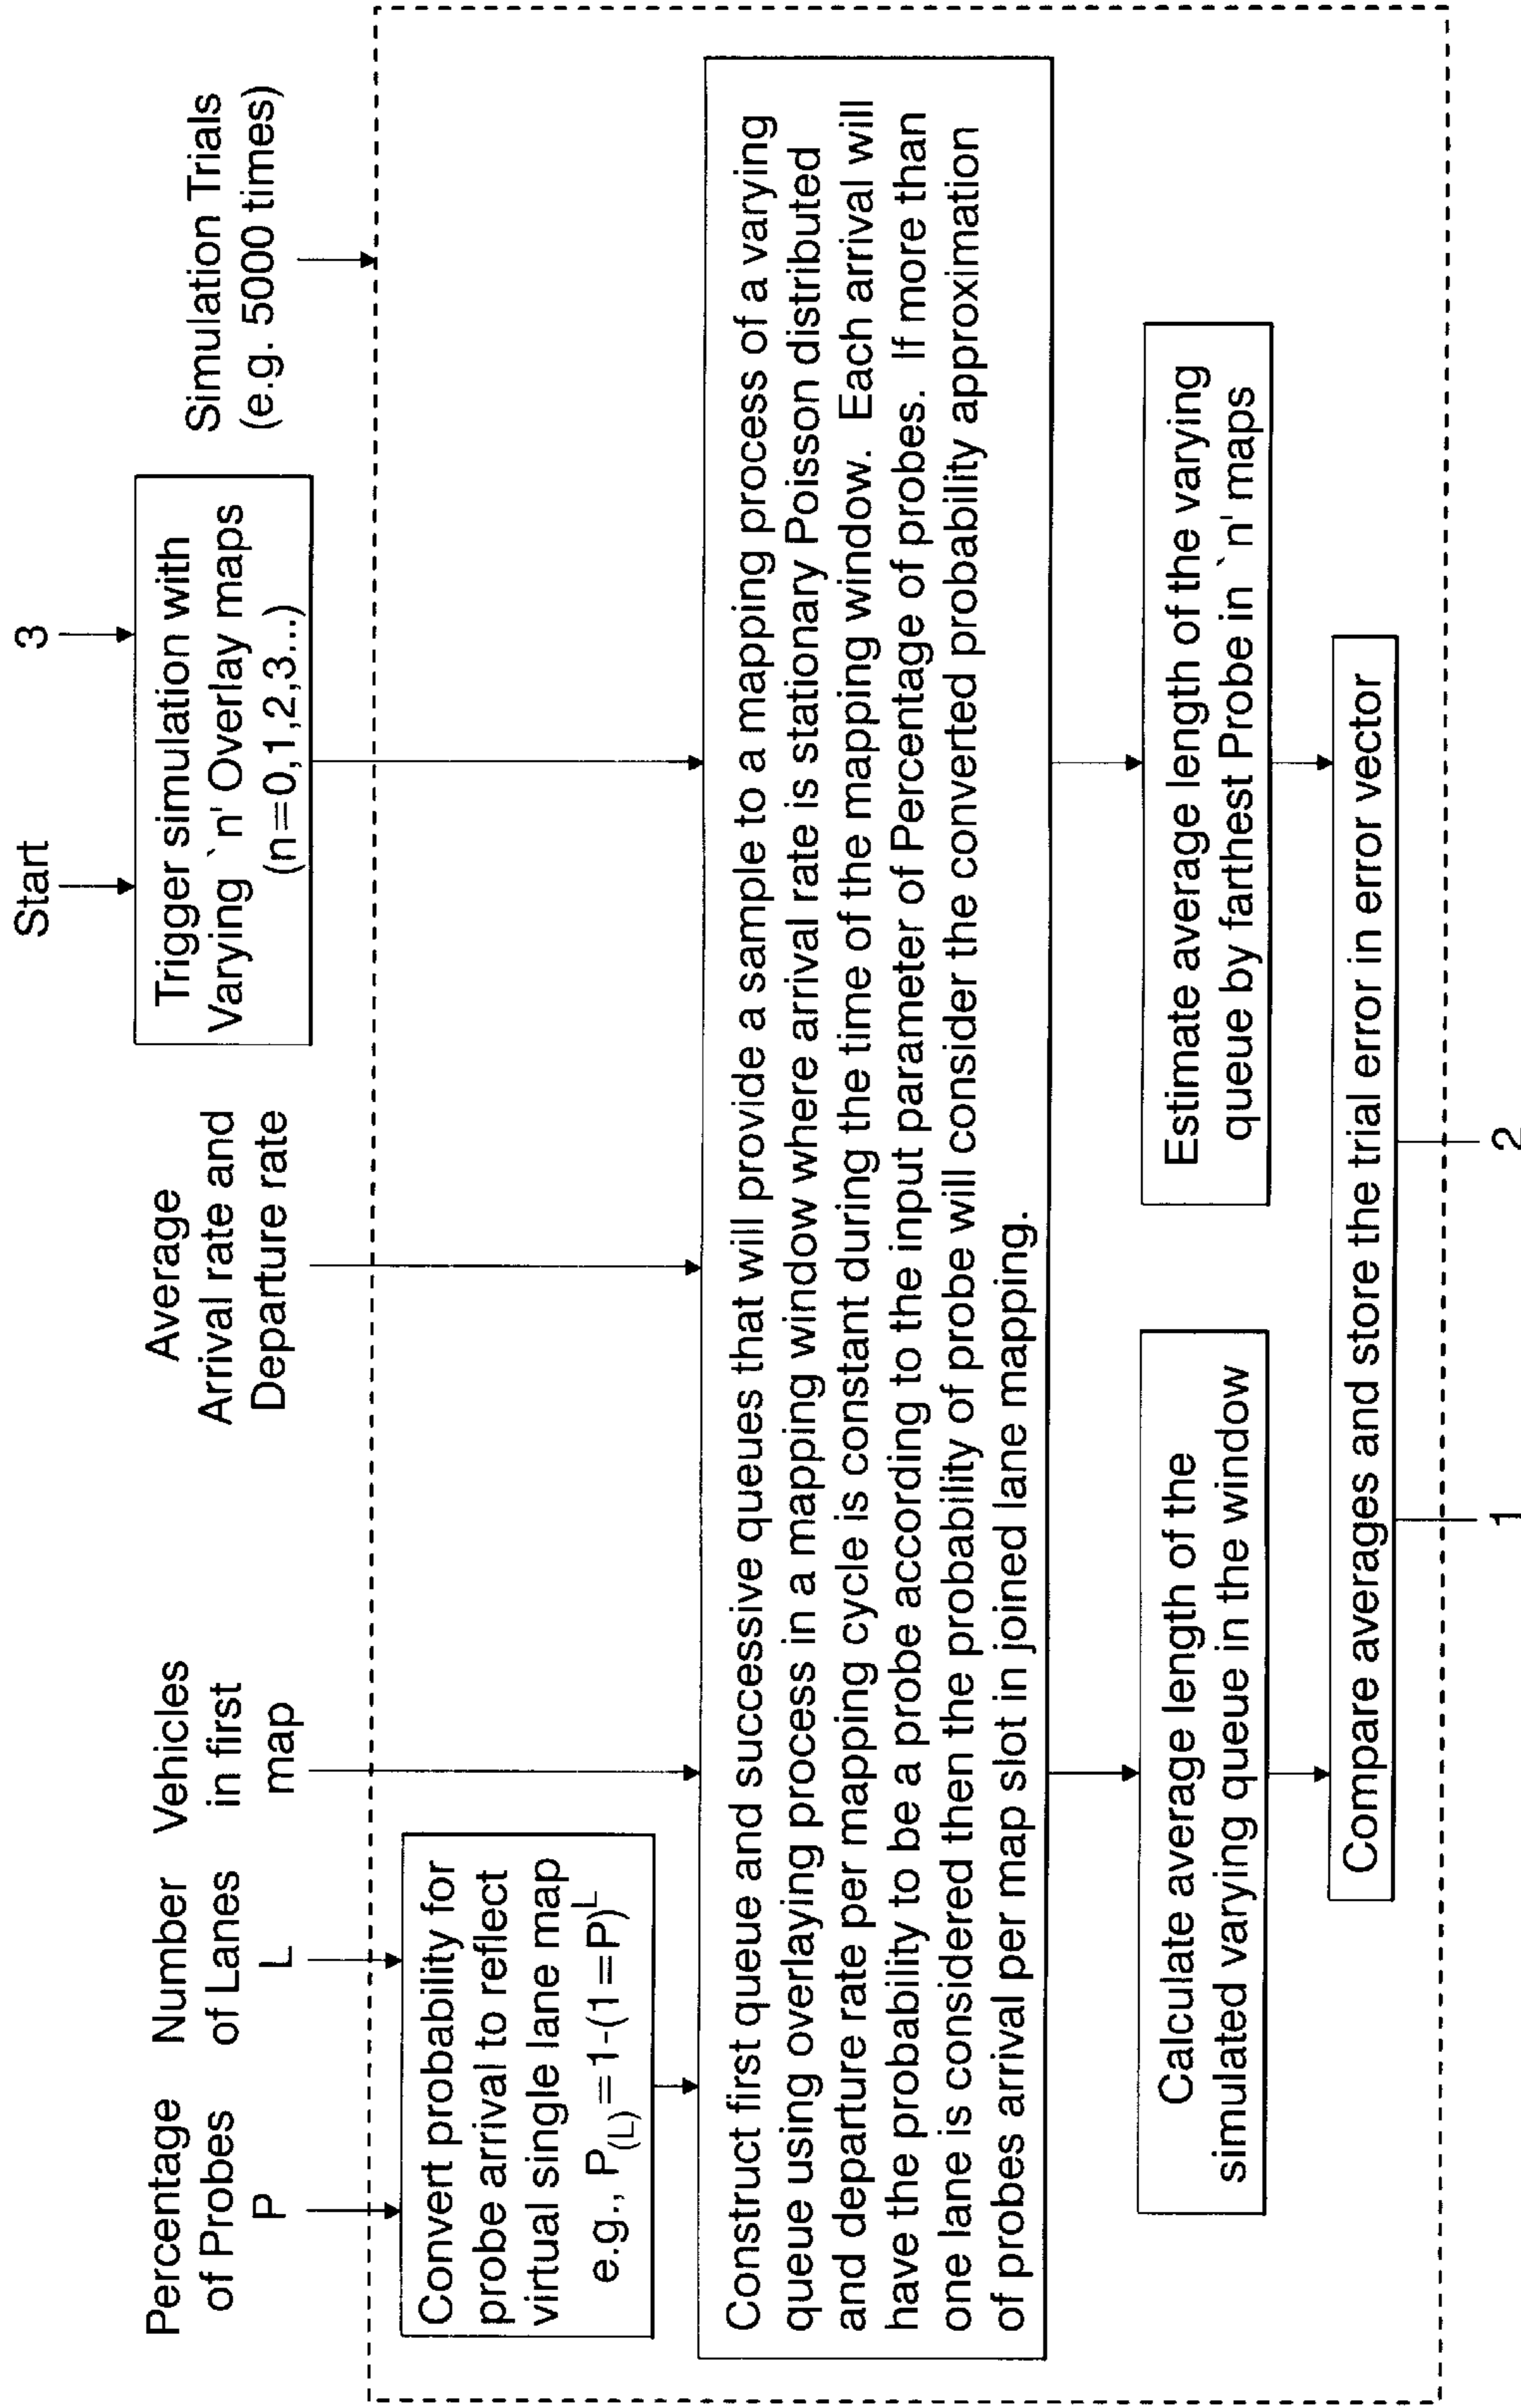 Start
3
Percentage
of Probes
P
Number
of Lanes
L
Vehicles
in first
map
Average
Arrival rate and
Departure rate
Trigger simulation with
Varying `n' Overlay maps
(n=0,1,2,3...)
Simulation Trials
(e.g. 5000 times)
Convert probability for
probe arrival to reflect
virtual single lane map
e.g., P(L)=1-(1=P)^L
Construct first queue and successive queues that will provide a sample to a mapping process of a varying
queue using overlaying process in a mapping window where arrival rate is stationary Poisson distributed
and departure rate per mapping cycle is constant during the time of the mapping window. Each arrival will
have the probability to be a probe according to the input parameter of Percentage of probes. If more than
one lane is considered then the probability of probe will consider the converted probability approximation
of probes arrival per map slot in joined lane mapping.
Calculate average length of the
simulated varying queue in the window
Estimate average length of the varying
queue by farthest Probe in `n' maps
Compare averages and store the trial error in error vector
1
2